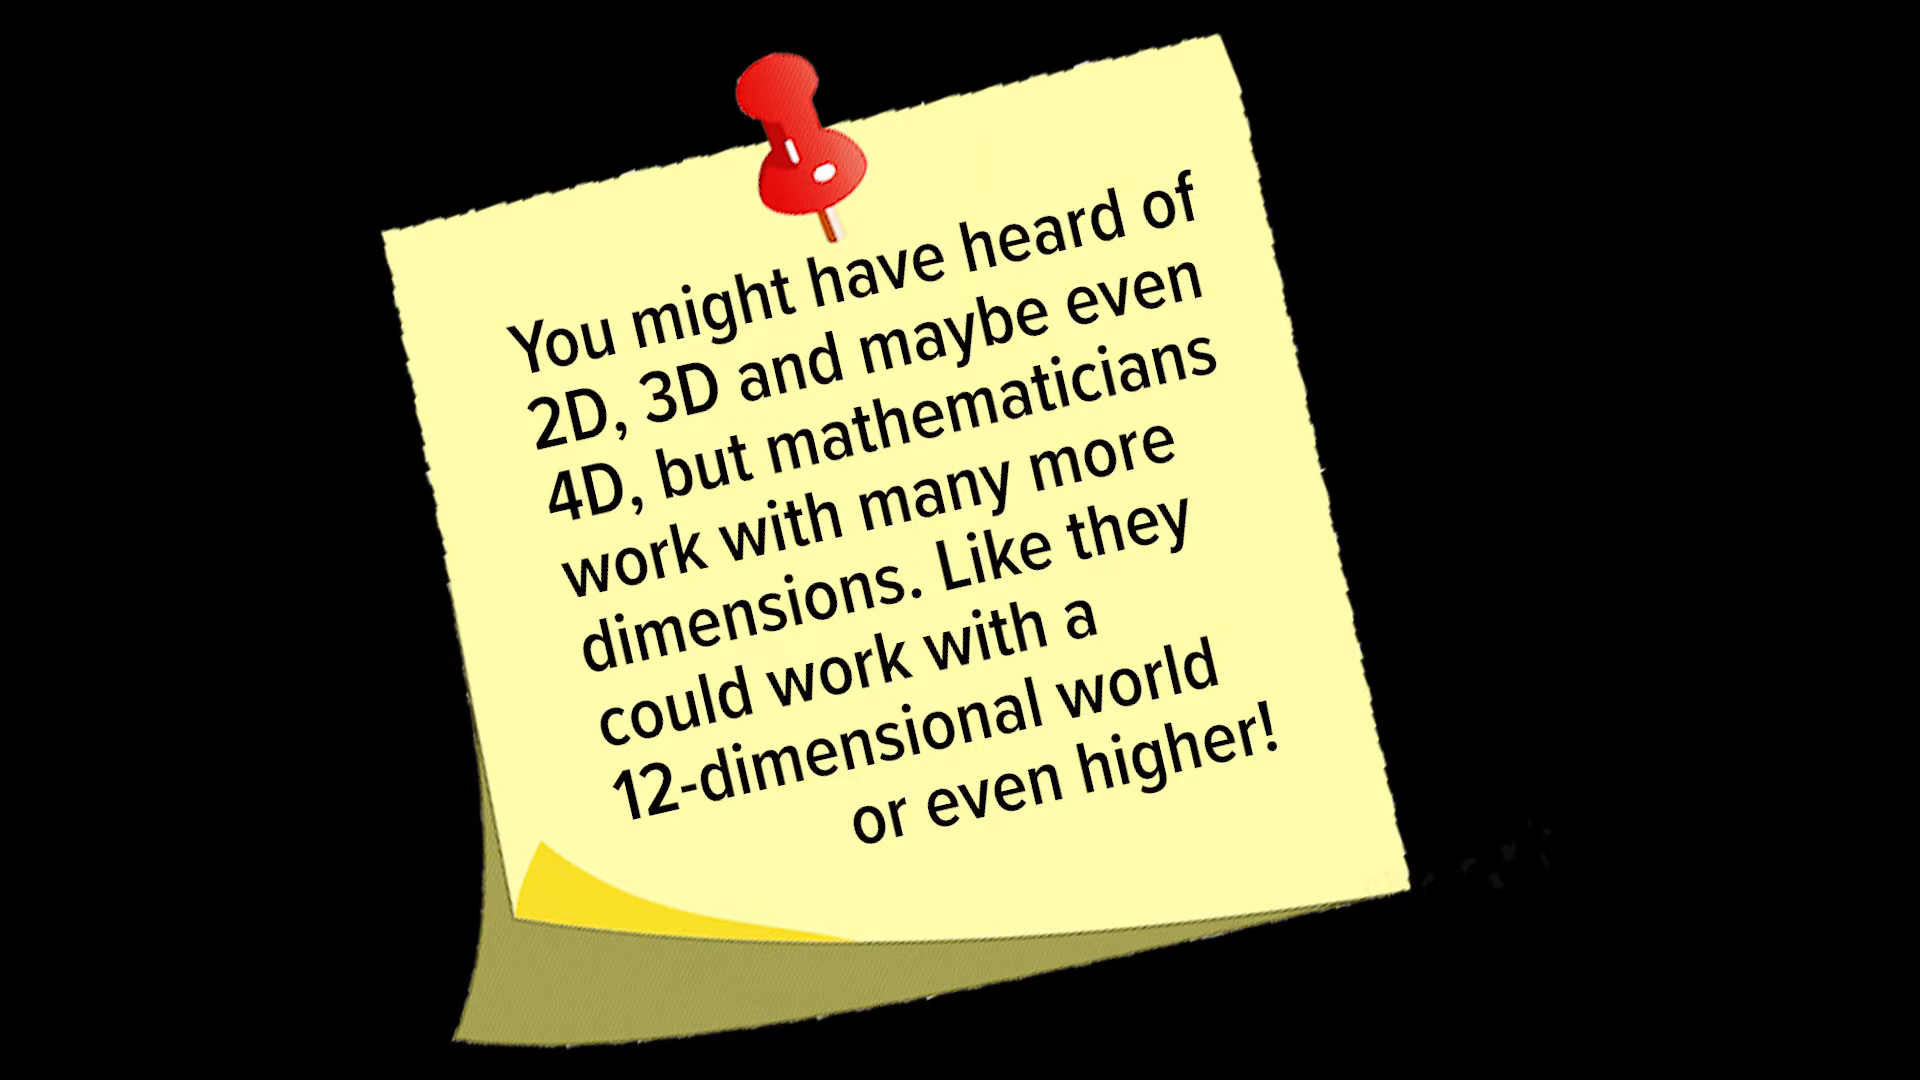 You might have heard of
2D, 3D and maybe even
4D, but mathematicians
work with many more
dimensions. Like they
could work with a
12-dimensional world
or even higher!